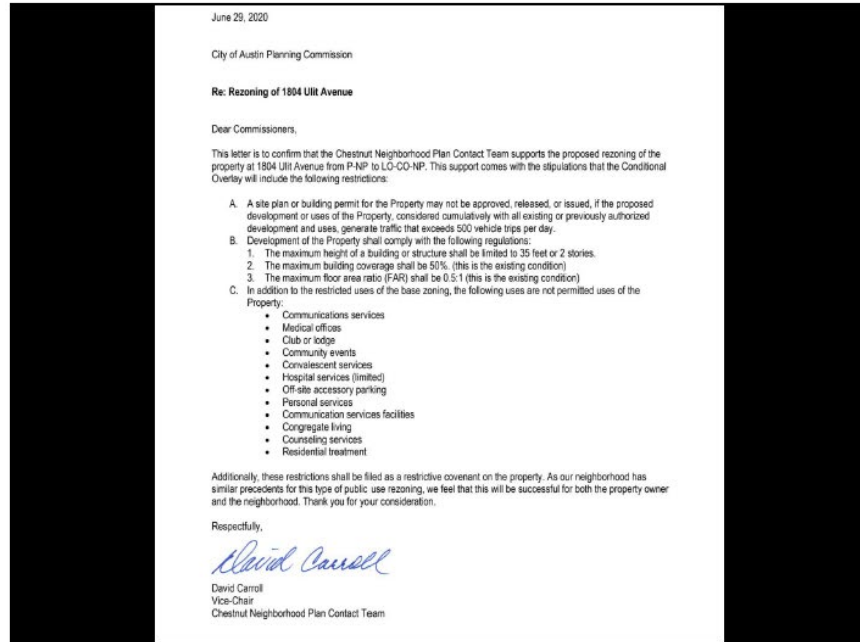 June 29, 2020
City of Austin Planning Commission
Re: Rezoning of 1804 Ulit Avenue
Dear Commissioners,
This letter is to confirm that the Chestnut Neighborhood Plan Contact Team supports the proposed rezoning of the
property at 1804 Ulit Avenue from P-NP to LO-CO-NP. This support comes with the stipulations that the Conditional
Overlay will include the following restrictions:
A. A site plan or building permit for the Property may not be approved, released, or issued, if the proposed
development or uses of the Property, considered cumulatively with all existing or previously authorized
development and uses, generate traffic that exceeds 500 vehicle trips per day.
B. Development of the Property shall comply with the following regulations:
1. The maximum height of a building or structure shall be limited to 35 feet or 2 stories.
2. The maximum building coverage shall be 50%. (this is the existing condition)
3. The maximum floor area ratio (FAR) shall be 0.5:1 (this is the existing condition)
C. In addition to the restricted uses of the base zoning, the following uses are not permitted uses of the
Property:
• Communications services
• Medical offices
• Club or lodge
• Community events
• Convalescent services
• Hospital services (limited)
• Off-site accessory parking
• Personal services
• Communication services facilities
• Congregate living
• Counseling services
• Residential treatment
Additionally, these restrictions shall be filed as a restrictive covenant on the property. As our neighborhood has
similar precedents for this type of public use rezoning, we feel that this will be successful for both the property owner
and the neighborhood. Thank you for your consideration.
Respectfully,
David Carroll
David Carroll
Vice-Chair
Chestnut Neighborhood Plan Contact Team